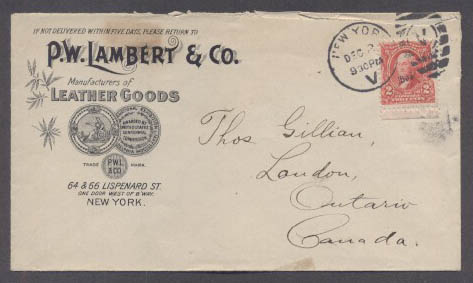 IF NOT DELIVERED WITHIN FIVE DAYS, PLEASE RETURN TO
P.W. LAMBERT & CO.
Manufacturers of
LEATHER GOODS
TRADE MARK.
P.W.L
& CO
64 & 66 LISPENARD ST.
ONE DOOR WEST OF B'WAY.
NEW YORK.
NEW YORK
DEC
930PM
V
2 2
Thos. Gillian,
London,
Ontario
Canada.